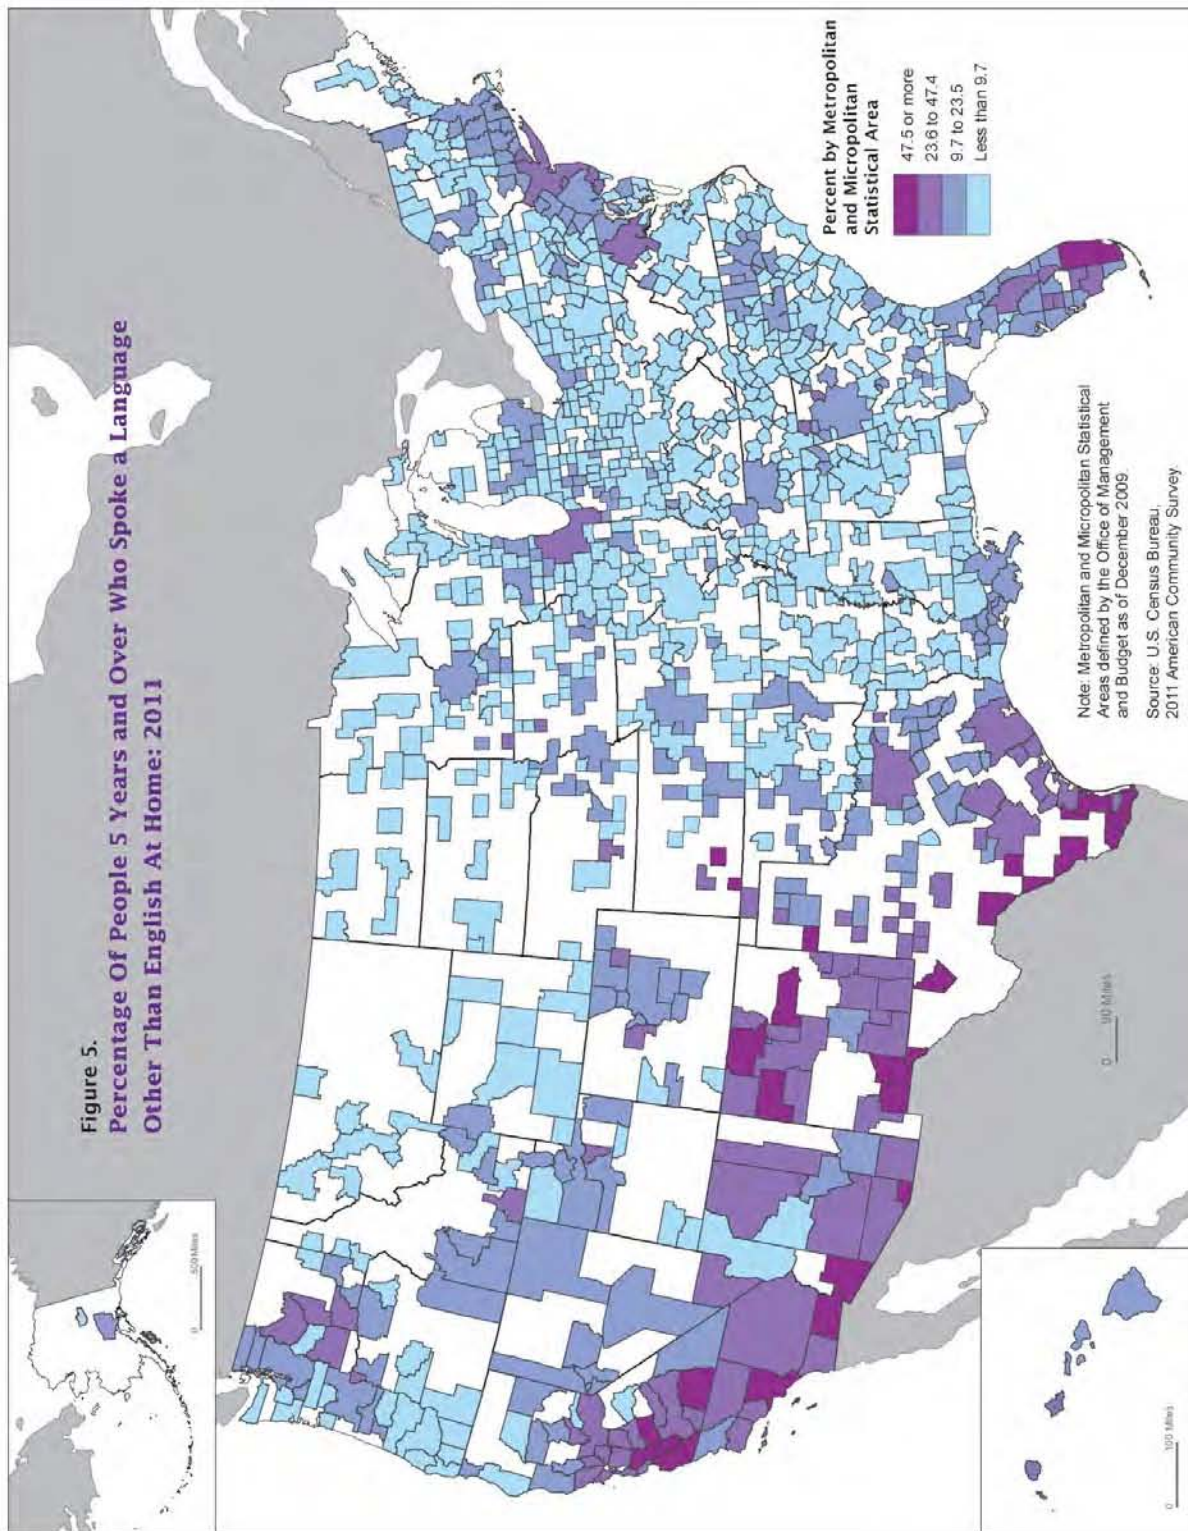 Figure 5.
Percentage Of People 5 Years and Over Who Spoke a Language
Other Than English At Home: 2011
Percent by Metropolitan
and Micropolitan
Statistical Area
47.5 or more
23.6 to 47.4
9.7 to 23.5
Less than 9.7
0 500 Miles
0 100 Miles
0 90 Miles
Note: Metropolitan and Micropolitan Statistical
Areas defined by the Office of Management
and Budget as of December 2009.
Source: U.S. Census Bureau,
2011 American Community Survey.